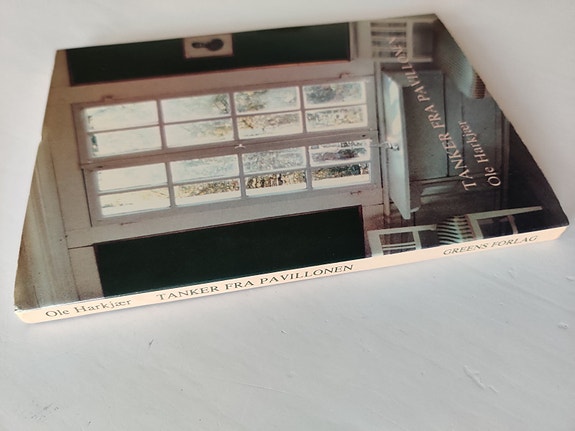 TANKER FRA PAVILLONEN
Ole Harkjær
Ole Harkjær TANKER FRA PAVILLONEN GREENS FORLAG